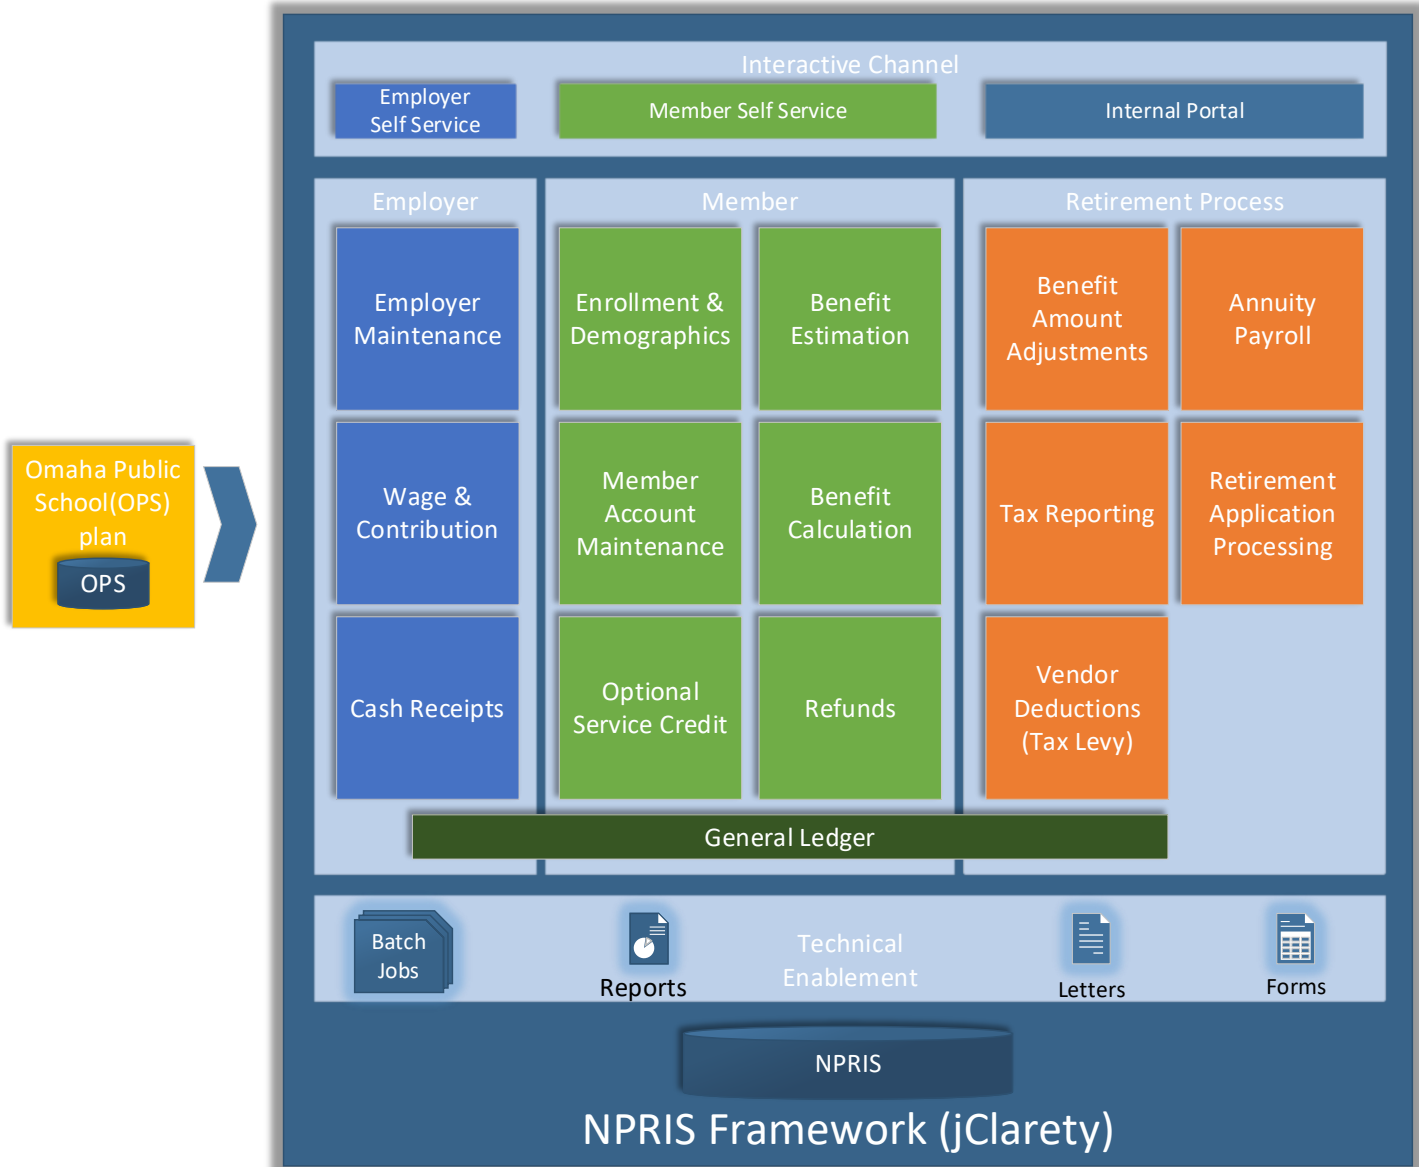 Interactive Channel
Employer
Self Service
Member Self Service
Internal Portal
Employer
Member
Retirement Process
Employer
Maintenance
Enrollment &
Demographics
Benefit
Estimation
Benefit
Amount
Adjustments
Annuity
Payroll
Omaha Public
School(OPS)
plan
OPS
Wage &
Contribution
Member
Account
Maintenance
Benefit
Calculation
Tax Reporting
Retirement
Application
Processing
Cash Receipts
Optional
Service Credit
Refunds
Vendor
Deductions
(Tax Levy)
General Ledger
Batch
Jobs
Reports
Technical
Enablement
Letters
Forms
NPRIS
NPRIS Framework (jClarety)